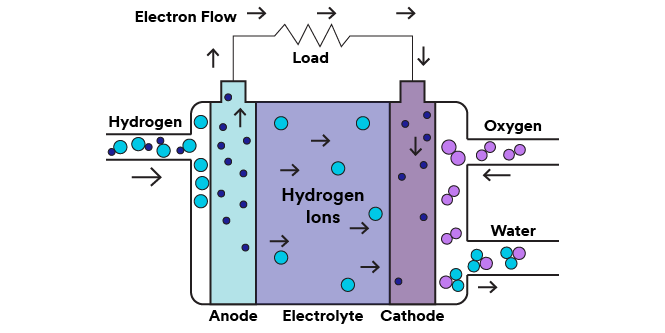 Electron Flow
Load
Hydrogen
Oxygen
Hydrogen
Ions
Water
Anode
Electrolyte
Cathode